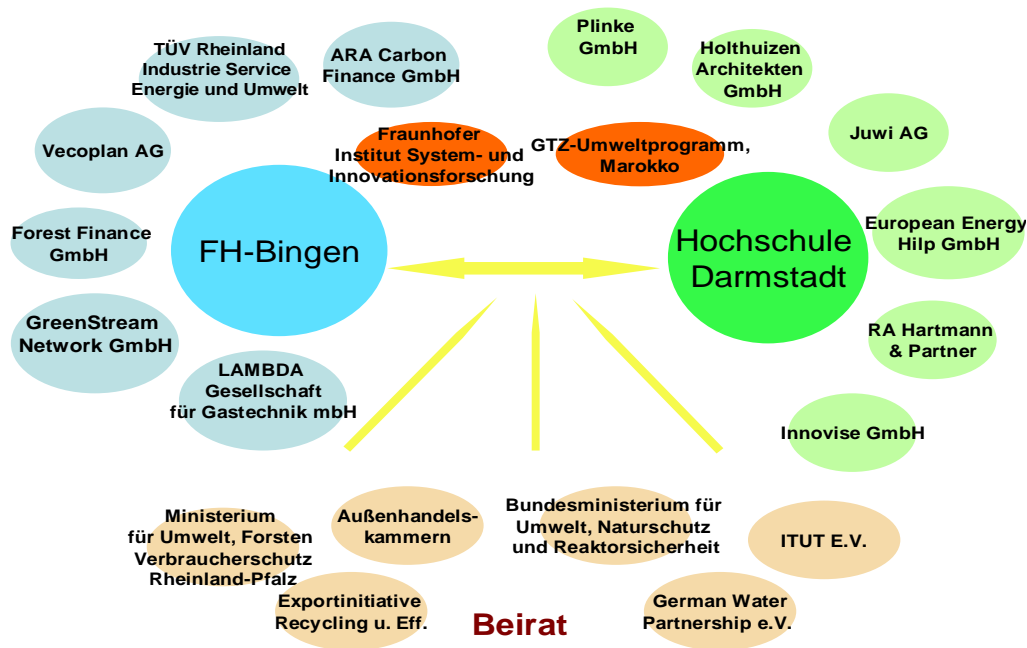 TÜV Rheinland
Industrie Service
Energie und Umwelt
ARA Carbon
Finance GmbH
Plinke
GmbH
Holthuizen
Architekten
GmbH
Vecoplan AG
Fraunhofer
Institut System- und
Innovationsforschung
GTZ-Umweltprogramm,
Marokko
Juwi AG
Forest Finance
GmbH
FH-Bingen
Hochschule
Darmstadt
European Energy
Hilp GmbH
GreenStream
Network GmbH
RA Hartmann
& Partner
LAMBDA
Gesellschaft
für Gastechnik mbH
Innovise GmbH
Ministerium
für Umwelt, Forsten
Verbraucherschutz
Rheinland-Pfalz
Außenhandels-
kammern
Bundesministerium für
Umwelt, Naturschutz
und Reaktorsicherheit
ITUT E.V.
Exportinitiative
Recycling u. Eff.
Beirat
German Water
Partnership e.V.